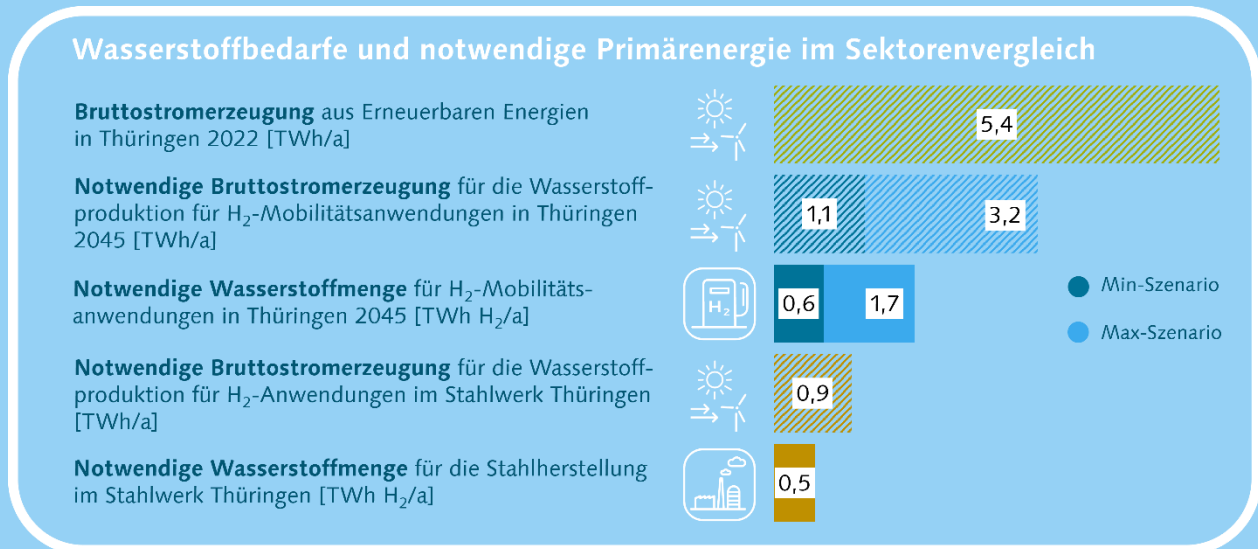 Wasserstoffbedarfe und notwendige Primärenergie im Sektorenvergleich
Bruttostromerzeugung aus Erneuerbaren Energien
in Thüringen 2022 [TWh/a]
5,4
Notwendige Bruttostromerzeugung für die Wasserstoff-
produktion für H₂-Mobilitätsanwendungen in Thüringen
2045 [TWh/a]
1,1
3,2
Notwendige Wasserstoffmenge für H₂-Mobilitäts-
anwendungen in Thüringen 2045 [TWh H₂/a]
H₂
0,6
1,7
Min-Szenario
Max-Szenario
Notwendige Bruttostromerzeugung für die Wasserstoff-
produktion für H₂-Anwendungen im Stahlwerk Thüringen
[TWh/a]
0,9
Notwendige Wasserstoffmenge für die Stahlherstellung
im Stahlwerk Thüringen [TWh H₂/a]
0,5